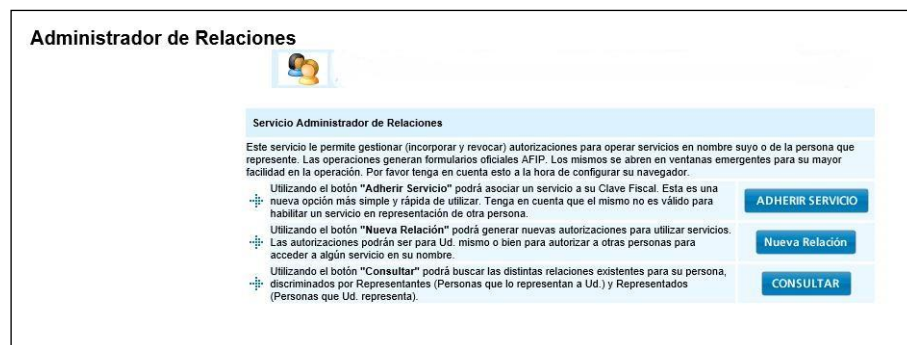 Administrador de Relaciones
Servicio Administrador de Relaciones
Este servicio le permite gestionar (incorporar y revocar) autorizaciones para operar servicios en nombre suyo o de la persona que
represente. Las operaciones generan formularios oficiales AFIP. Los mismos se abren en ventanas emergentes para su mayor
facilidad en la operación. Por favor tenga en cuenta esto a la hora de configurar su navegador.
Utilizando el botón "Adherir Servicio" podrá asociar un servicio a su Clave Fiscal. Esta es una
nueva opción más simple y rápida de utilizar. Tenga en cuenta que el mismo no es válido para
habilitar un servicio en representación de otra persona.
ADHERIR SERVICIO
Utilizando el botón "Nueva Relación" podrá generar nuevas autorizaciones para utilizar servicios.
Las autorizaciones podrán ser para Ud. mismo o bien para autorizar a otras personas para
acceder a algún servicio en su nombre.
Nueva Relación
Utilizando el botón "Consultar" podrá buscar las distintas relaciones existentes para su persona,
discriminados por Representantes (Personas que lo representan a Ud.) y Representados
(Personas que Ud. representa).
CONSULTAR